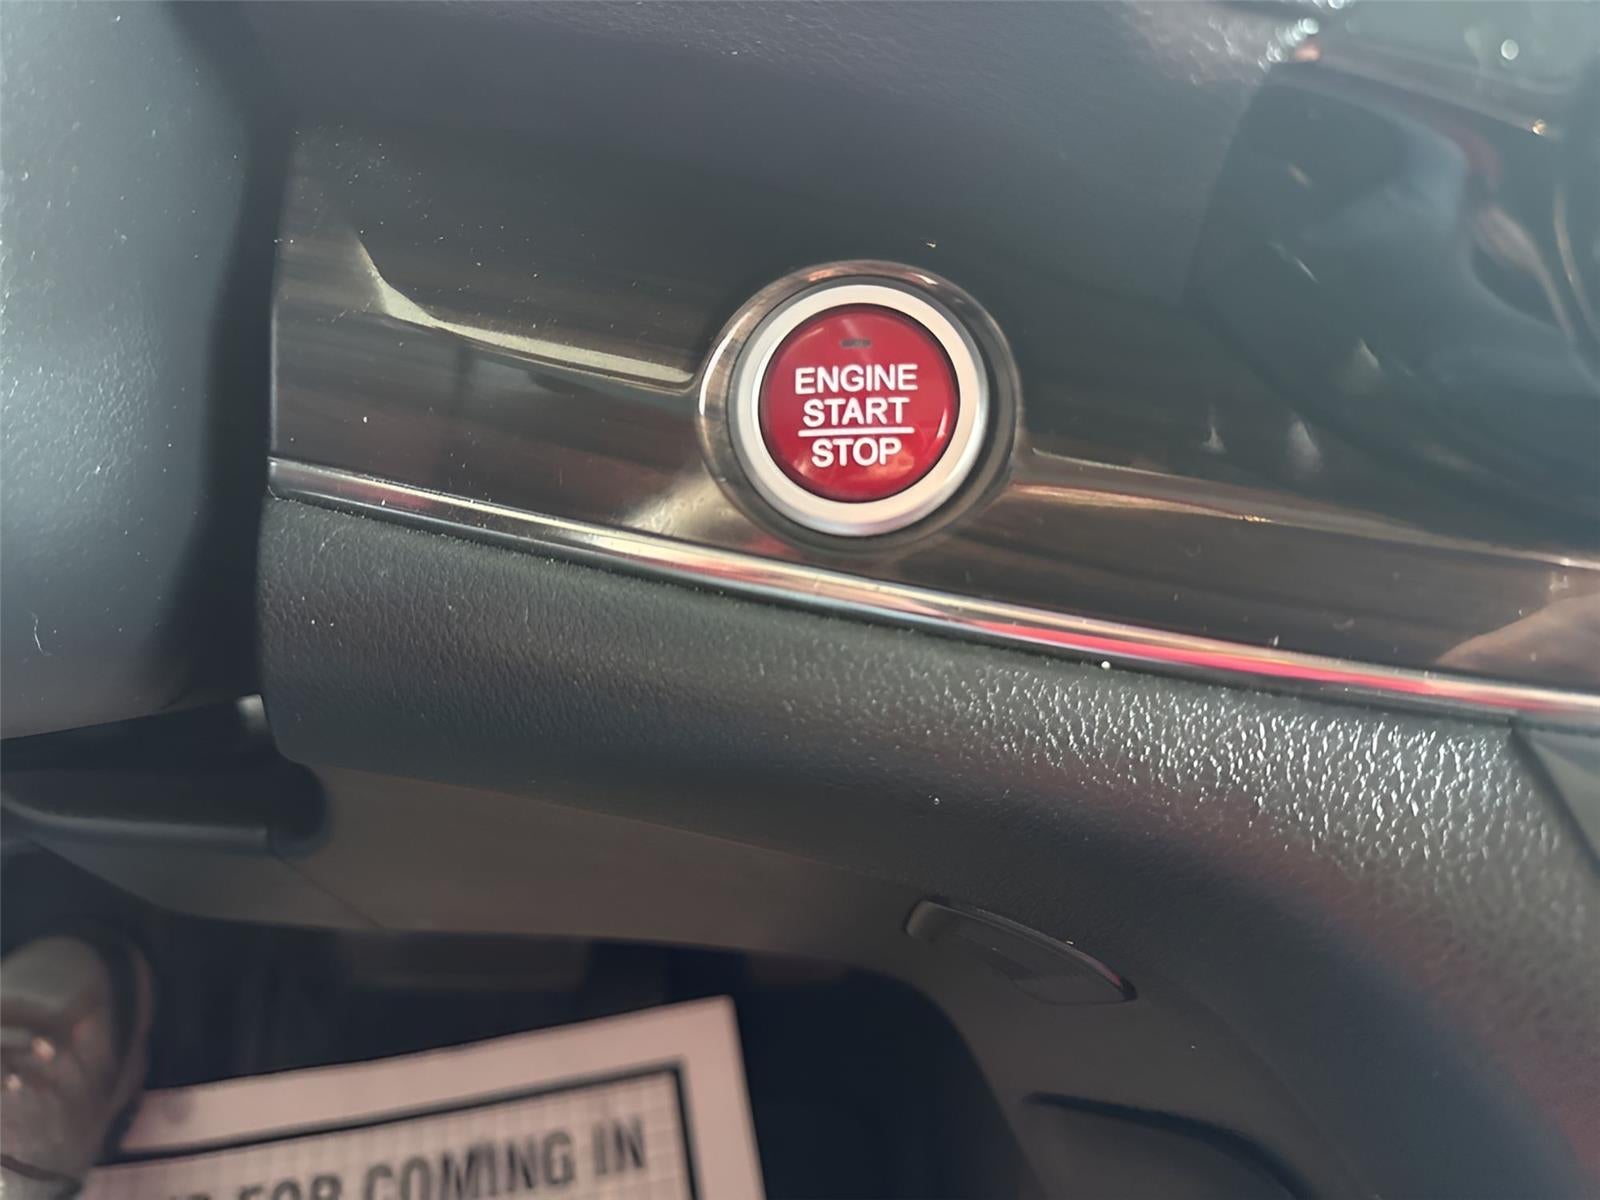 ENGINE
START
STOP
FOR COMING IN